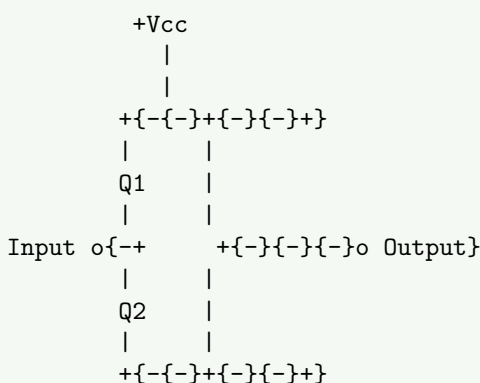 +Vcc
|
|
+{-{-}+{-}{-}+}
| |
Q1 |
| |
Input o{-+ +{-}{-}{-}o Output}
| |
Q2 |
| |
+{-{-}+{-}{-}+}